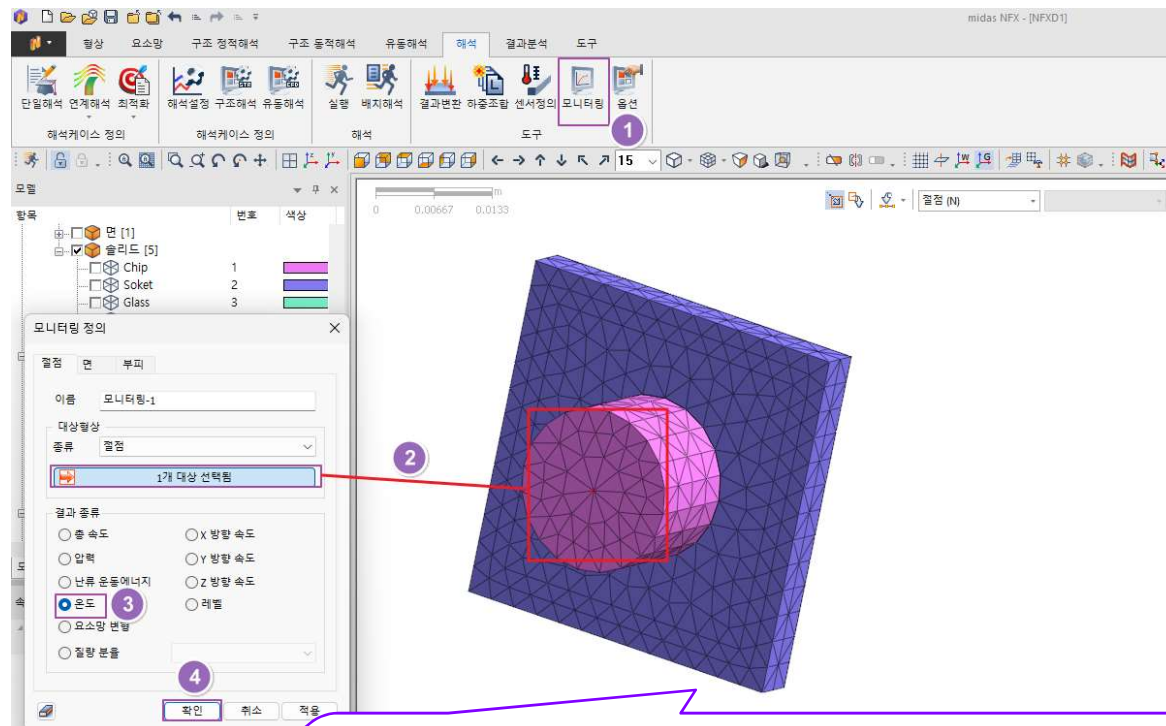 midas NFX - [NFXD1]
형상 요소망 구조 정적해석 구조 동적해석 유동해석 해석 결과분석 도구
단일해석 연계해석 최적화 해석설정 구조해석 유동해석 실행 배치해석 결과변환 하중조합 센서정의 모니터링 옵션
해석케이스 정의 해석케이스 정의 해석 도구
1
15
모델
항목 번호 색상
면 [1]
솔리드 [5]
Chip 1
Soket 2
Glass 3
m
0 0.00667 0.0133
절점 (N)
모니터링 정의
절점 면 부피
이름 모니터링-1
대상형상
종류 절점
1개 대상 선택됨
2
결과 종류
총 속도 X 방향 속도
압력 Y 방향 속도
난류 운동에너지 Z 방향 속도
온도 3 레벨
요소망 변형
질량 분율
4
확인 취소 적용